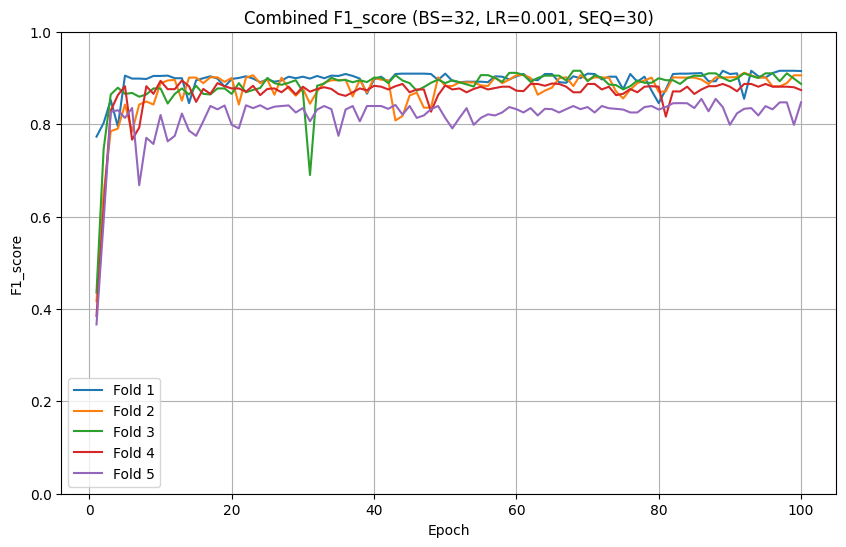 Combined F1_score (BS=32, LR=0.001, SEQ=30)
1.0
0.8
0.6
0.4
0.2
0.0
F1_score
Fold 1
Fold 2
Fold 3
Fold 4
Fold 5
0 20 40 60 80 100
Epoch